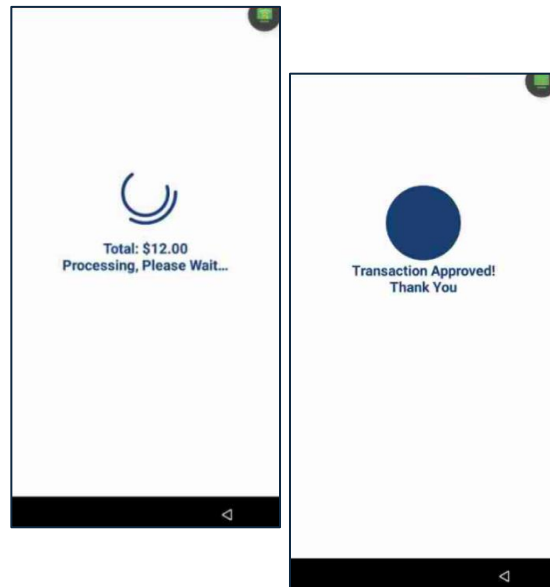 Total: $12.00
Processing, Please Wait...
Transaction Approved!
Thank You